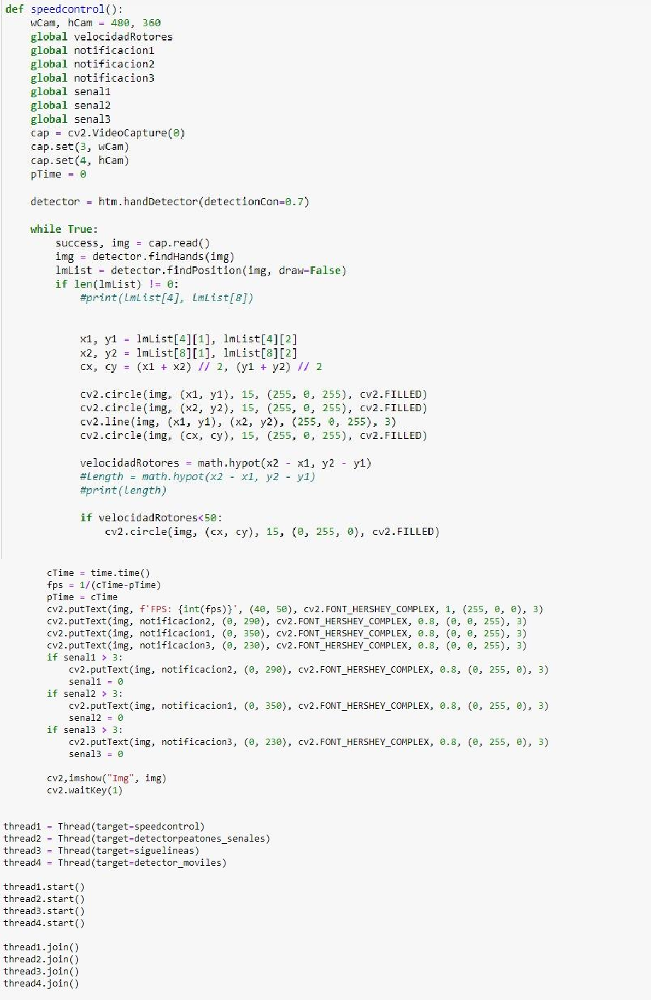 def speedcontrol():
    wCam, hCam = 480, 360
    global velocidadRotores
    global notificacion1
    global notificacion2
    global notificacion3
    global senal1
    global senal2
    global senal3
    cap = cv2.VideoCapture(0)
    cap.set(3, wCam)
    cap.set(4, hCam)
    pTime = 0

    detector = htm.handDetector(detectionCon=0.7)

    while True:
        success, img = cap.read()
        img = detector.findHands(img)
        lmList = detector.findPosition(img, draw=False)
        if len(lmList) != 0:
            #print(lmList[4], lmList[8])

            x1, y1 = lmList[4][1], lmList[4][2]
            x2, y2 = lmList[8][1], lmList[8][2]
            cx, cy = (x1 + x2) // 2, (y1 + y2) // 2

            cv2.circle(img, (x1, y1), 15, (255, 0, 255), cv2.FILLED)
            cv2.circle(img, (x2, y2), 15, (255, 0, 255), cv2.FILLED)
            cv2.line(img, (x1, y1), (x2, y2), (255, 0, 255), 3)
            cv2.circle(img, (cx, cy), 15, (255, 0, 255), cv2.FILLED)

            velocidadRotores = math.hypot(x2 - x1, y2 - y1)
            #length = math.hypot(x2 - x1, y2 - y1)
            #print(length)

            if velocidadRotores<50:
                cv2.circle(img, (cx, cy), 15, (0, 255, 0), cv2.FILLED)

        cTime = time.time()
        fps = 1/(cTime-pTime)
        pTime = cTime
        cv2.putText(img, f'FPS: {int(fps)}', (40, 50), cv2.FONT_HERSHEY_COMPLEX, 1, (255, 0, 0), 3)
        cv2.putText(img, notificacion2, (0, 290), cv2.FONT_HERSHEY_COMPLEX, 0.8, (0, 0, 255), 3)
        cv2.putText(img, notificacion1, (0, 350), cv2.FONT_HERSHEY_COMPLEX, 0.8, (0, 0, 255), 3)
        cv2.putText(img, notificacion3, (0, 230), cv2.FONT_HERSHEY_COMPLEX, 0.8, (0, 0, 255), 3)
        if senal1 > 3:
            cv2.putText(img, notificacion2, (0, 290), cv2.FONT_HERSHEY_COMPLEX, 0.8, (0, 255, 0), 3)
            senal1 = 0
        if senal2 > 3:
            cv2.putText(img, notificacion1, (0, 350), cv2.FONT_HERSHEY_COMPLEX, 0.8, (0, 255, 0), 3)
            senal2 = 0
        if senal3 > 3:
            cv2.putText(img, notificacion3, (0, 230), cv2.FONT_HERSHEY_COMPLEX, 0.8, (0, 255, 0), 3)
            senal3 = 0

        cv2,imshow("Img", img)
        cv2.waitKey(1)

thread1 = Thread(target=speedcontrol)
thread2 = Thread(target=detectorpeatones_senales)
thread3 = Thread(target=siguelineas)
thread4 = Thread(target=detector_moviles)

thread1.start()
thread2.start()
thread3.start()
thread4.start()

thread1.join()
thread2.join()
thread3.join()
thread4.join()